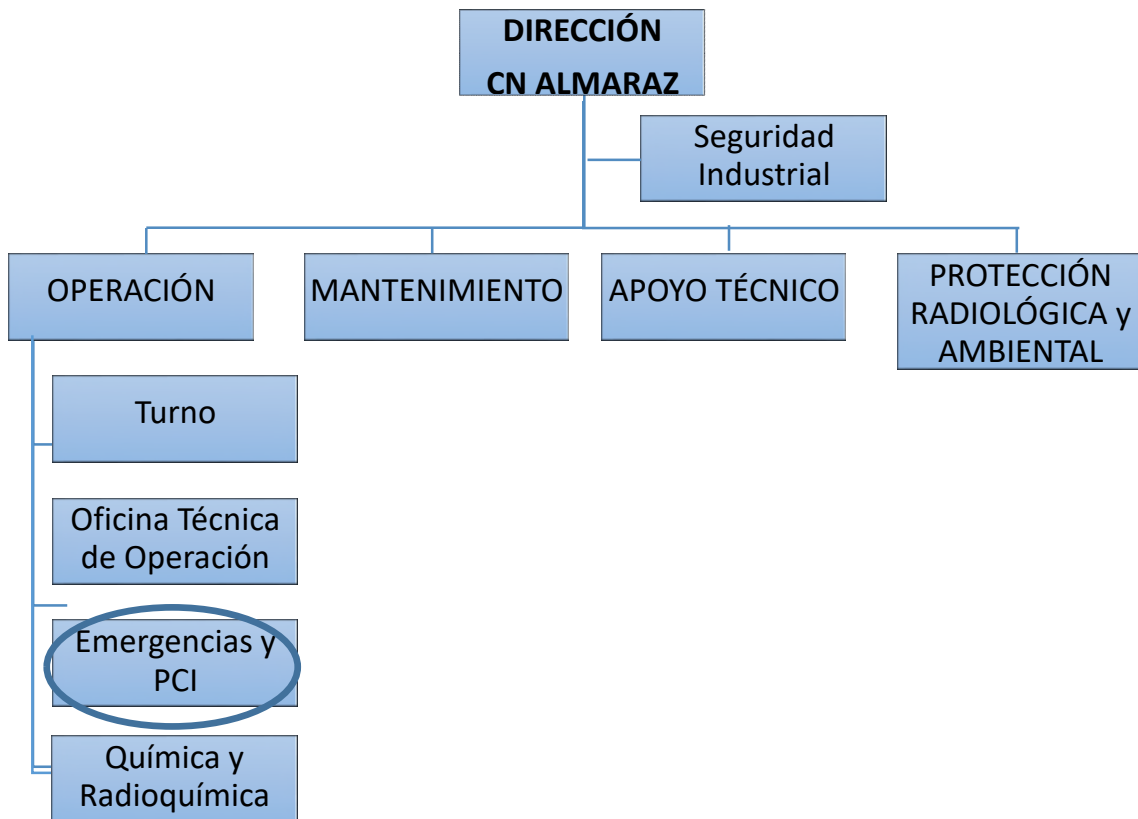 DIRECCIÓN
CN ALMARAZ
Seguridad
Industrial
OPERACIÓN
MANTENIMIENTO
APOYO TÉCNICO
PROTECCIÓN
RADIOLÓGICA y
AMBIENTAL
Turno
Oficina Técnica
de Operación
Emergencias y
PCI
Química y
Radioquímica